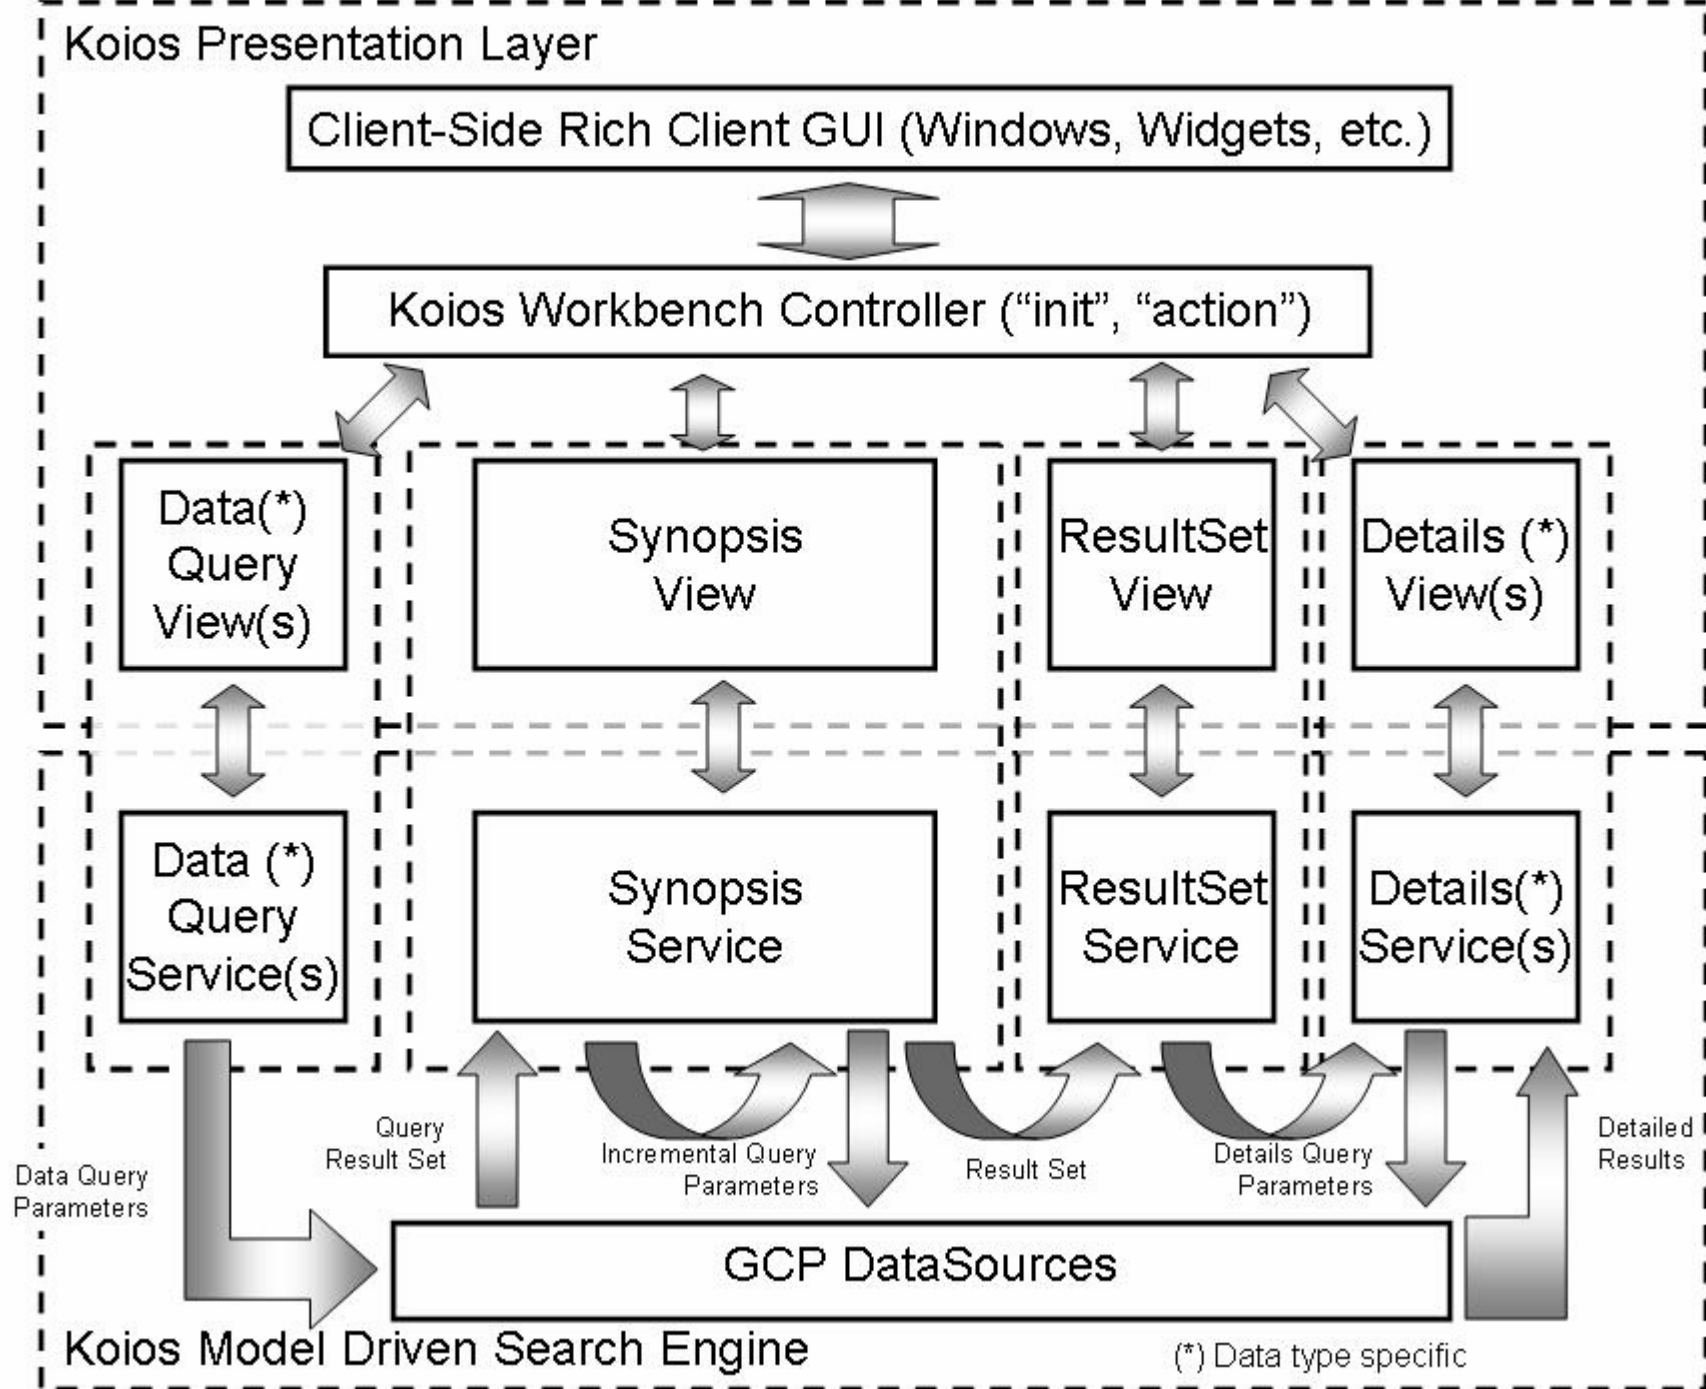 Koios Presentation Layer
Client-Side Rich Client GUI (Windows, Widgets, etc.)
Koios Workbench Controller (“init”, “action”)
Data(*)
Query
View(s)
Synopsis
View
ResultSet
View
Details (*)
View(s)
Data (*)
Query
Service(s)
Synopsis
Service
ResultSet
Service
Details(*)
Service(s)
Data Query
Parameters
Query
Result Set
Incremental Query
Parameters
Result Set
Details Query
Parameters
Detailed
Results
GCP DataSources
Koios Model Driven Search Engine
(*) Data type specific